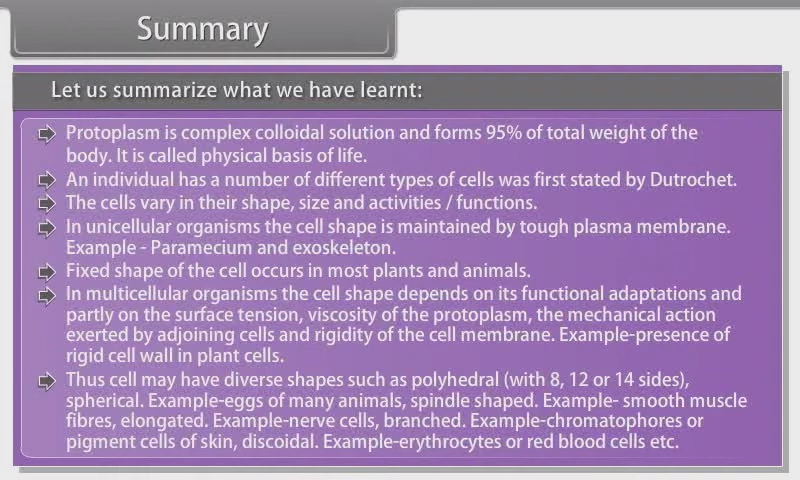 Summary
Let us summarize what we have learnt:
Protoplasm is complex colloidal solution and forms 95% of total weight of the
body. It is called physical basis of life.
An individual has a number of different types of cells was first stated by Dutrochet.
The cells vary in their shape, size and activities / functions.
In unicellular organisms the cell shape is maintained by tough plasma membrane.
Example - Paramecium and exoskeleton.
Fixed shape of the cell occurs in most plants and animals.
In multicellular organisms the cell shape depends on its functional adaptations and
partly on the surface tension, viscosity of the protoplasm, the mechanical action
exerted by adjoining cells and rigidity of the cell membrane. Example-presence of
rigid cell wall in plant cells.
Thus cell may have diverse shapes such as polyhedral (with 8, 12 or 14 sides),
spherical. Example-eggs of many animals, spindle shaped. Example- smooth muscle
fibres, elongated. Example-nerve cells, branched. Example-chromatophores or
pigment cells of skin, discoidal. Example-erythrocytes or red blood cells etc.